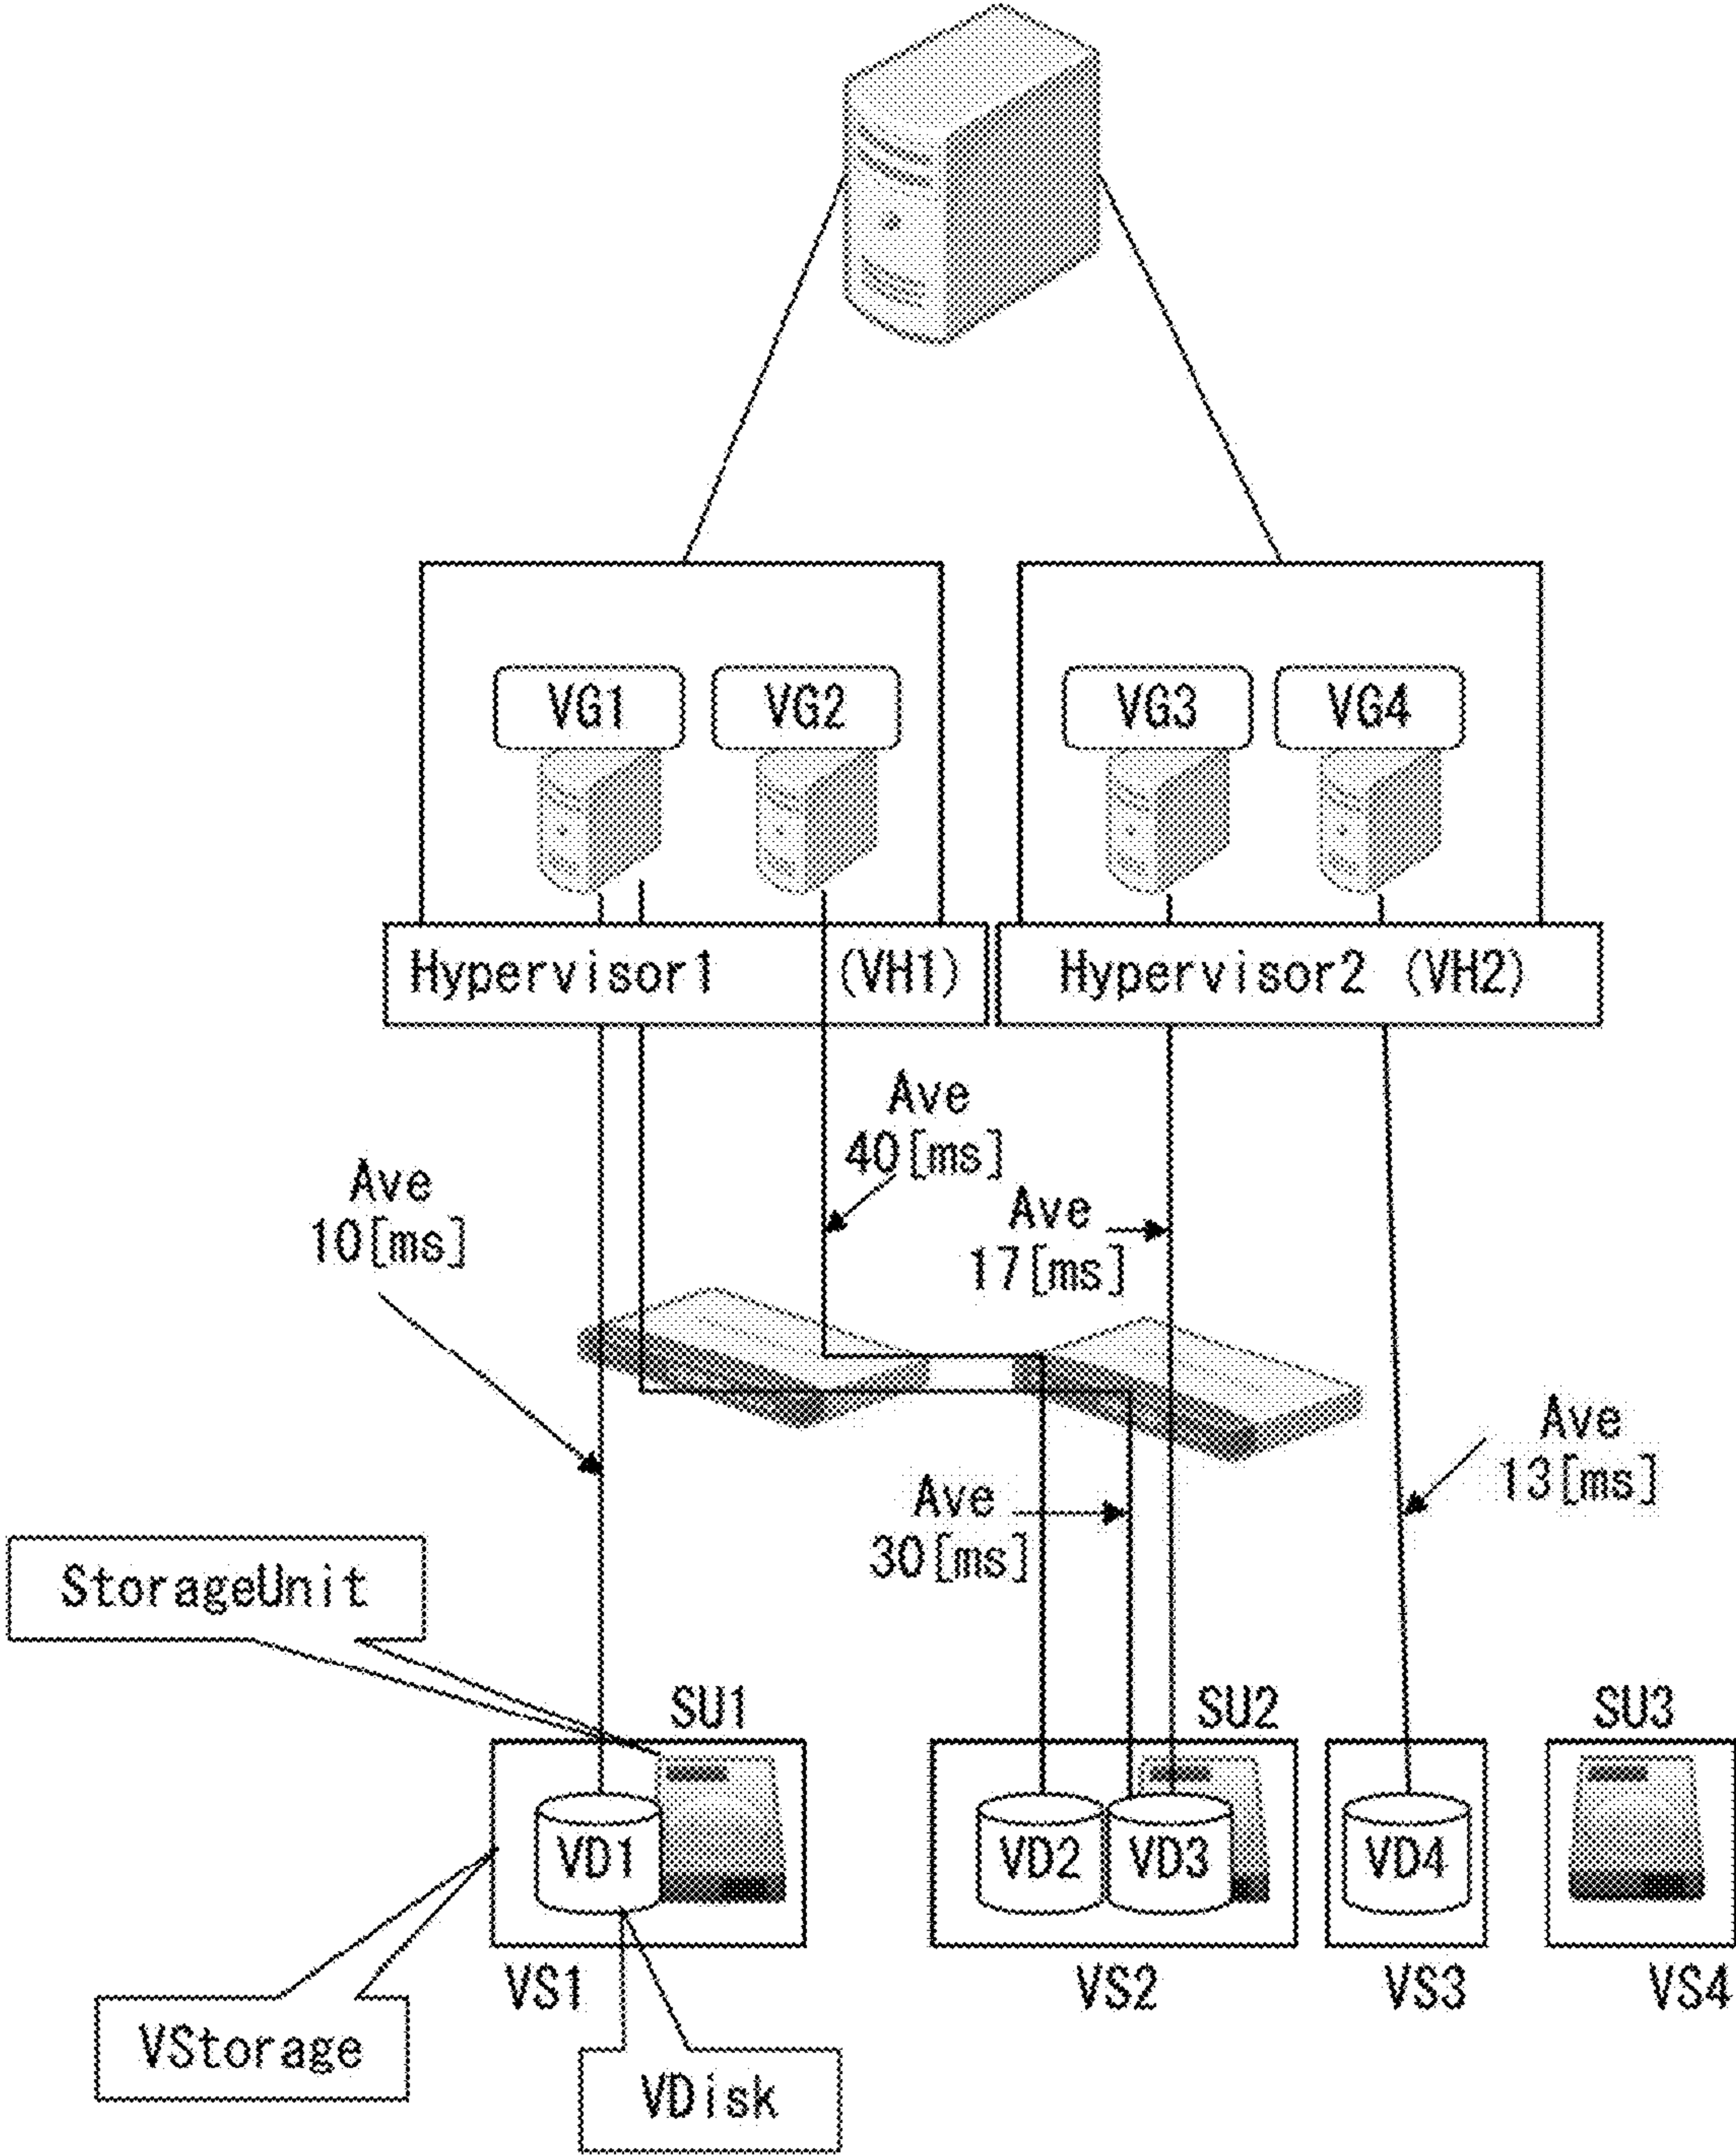 VG1
VG2
VG3
VG4
Hypervisor1 (VH1)
Hypervisor2 (VH2)
Ave
40[ms]
Ave
10[ms]
Ave
17[ms]
Ave
13[ms]
Ave
30[ms]
StorageUnit
SU1
SU2
SU3
VD1
VD2
VD3
VD4
VS1
VS2
VS3
VS4
VStorage
VDisk